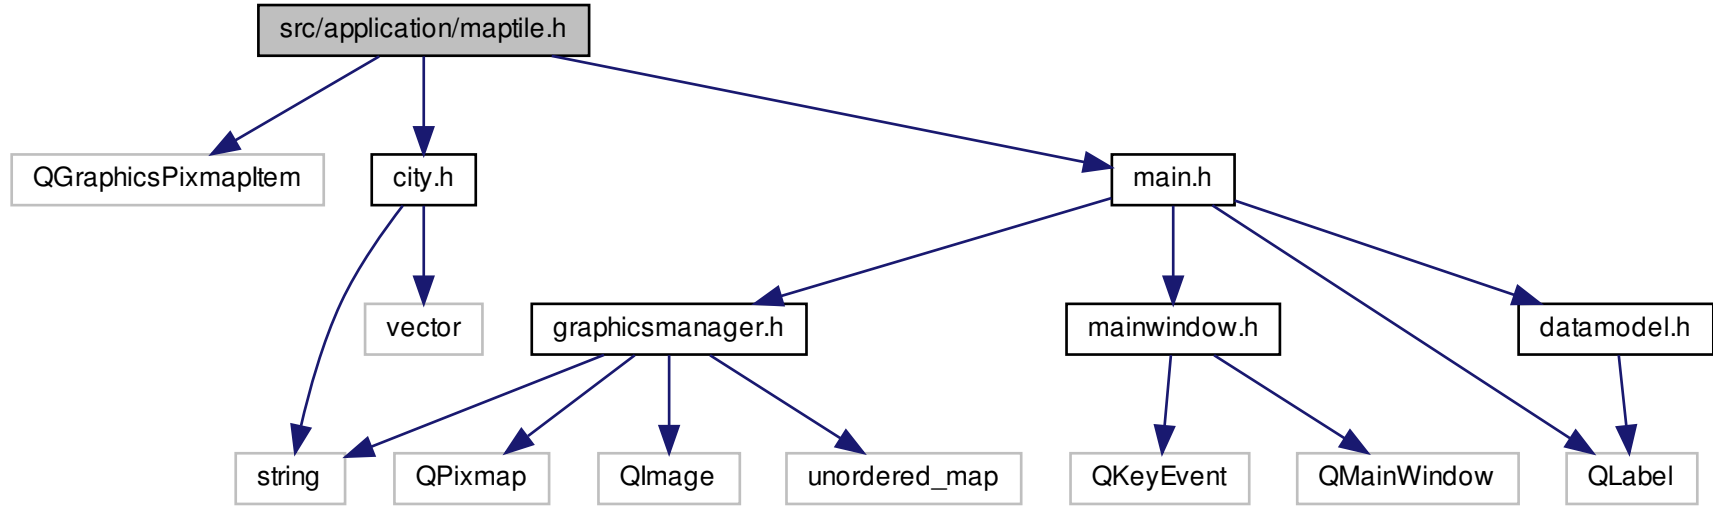 src/application/maptile.h
QGraphicsPixmapItem
city.h
main.h
vector
graphicsmanager.h
mainwindow.h
datamodel.h
string
QPixmap
QImage
unordered_map
QKeyEvent
QMainWindow
QLabel